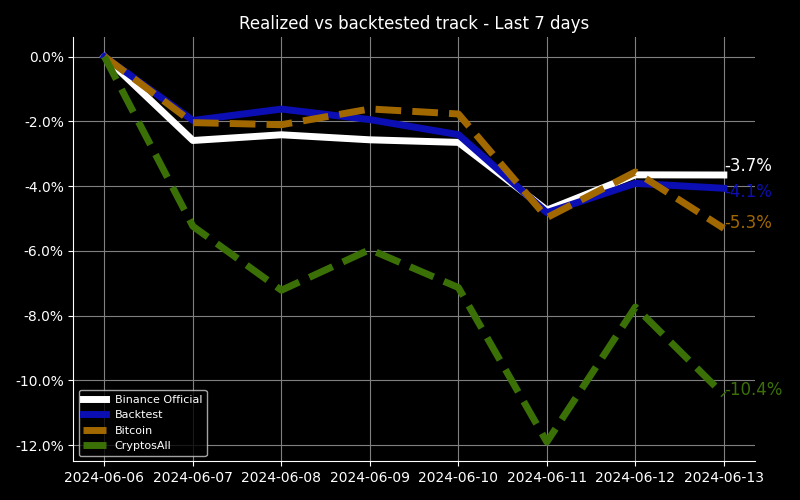 Realized vs backtested track - Last 7 days
0.0%
-2.0%
-4.0%
-6.0%
-8.0%
-10.0%
-12.0%
-3.7%
-4.1%
-5.3%
-10.4%
Binance Official
Backtest
Bitcoin
CryptosAll
2024-06-06 2024-06-07 2024-06-08 2024-06-09 2024-06-10 2024-06-11 2024-06-12 2024-06-13